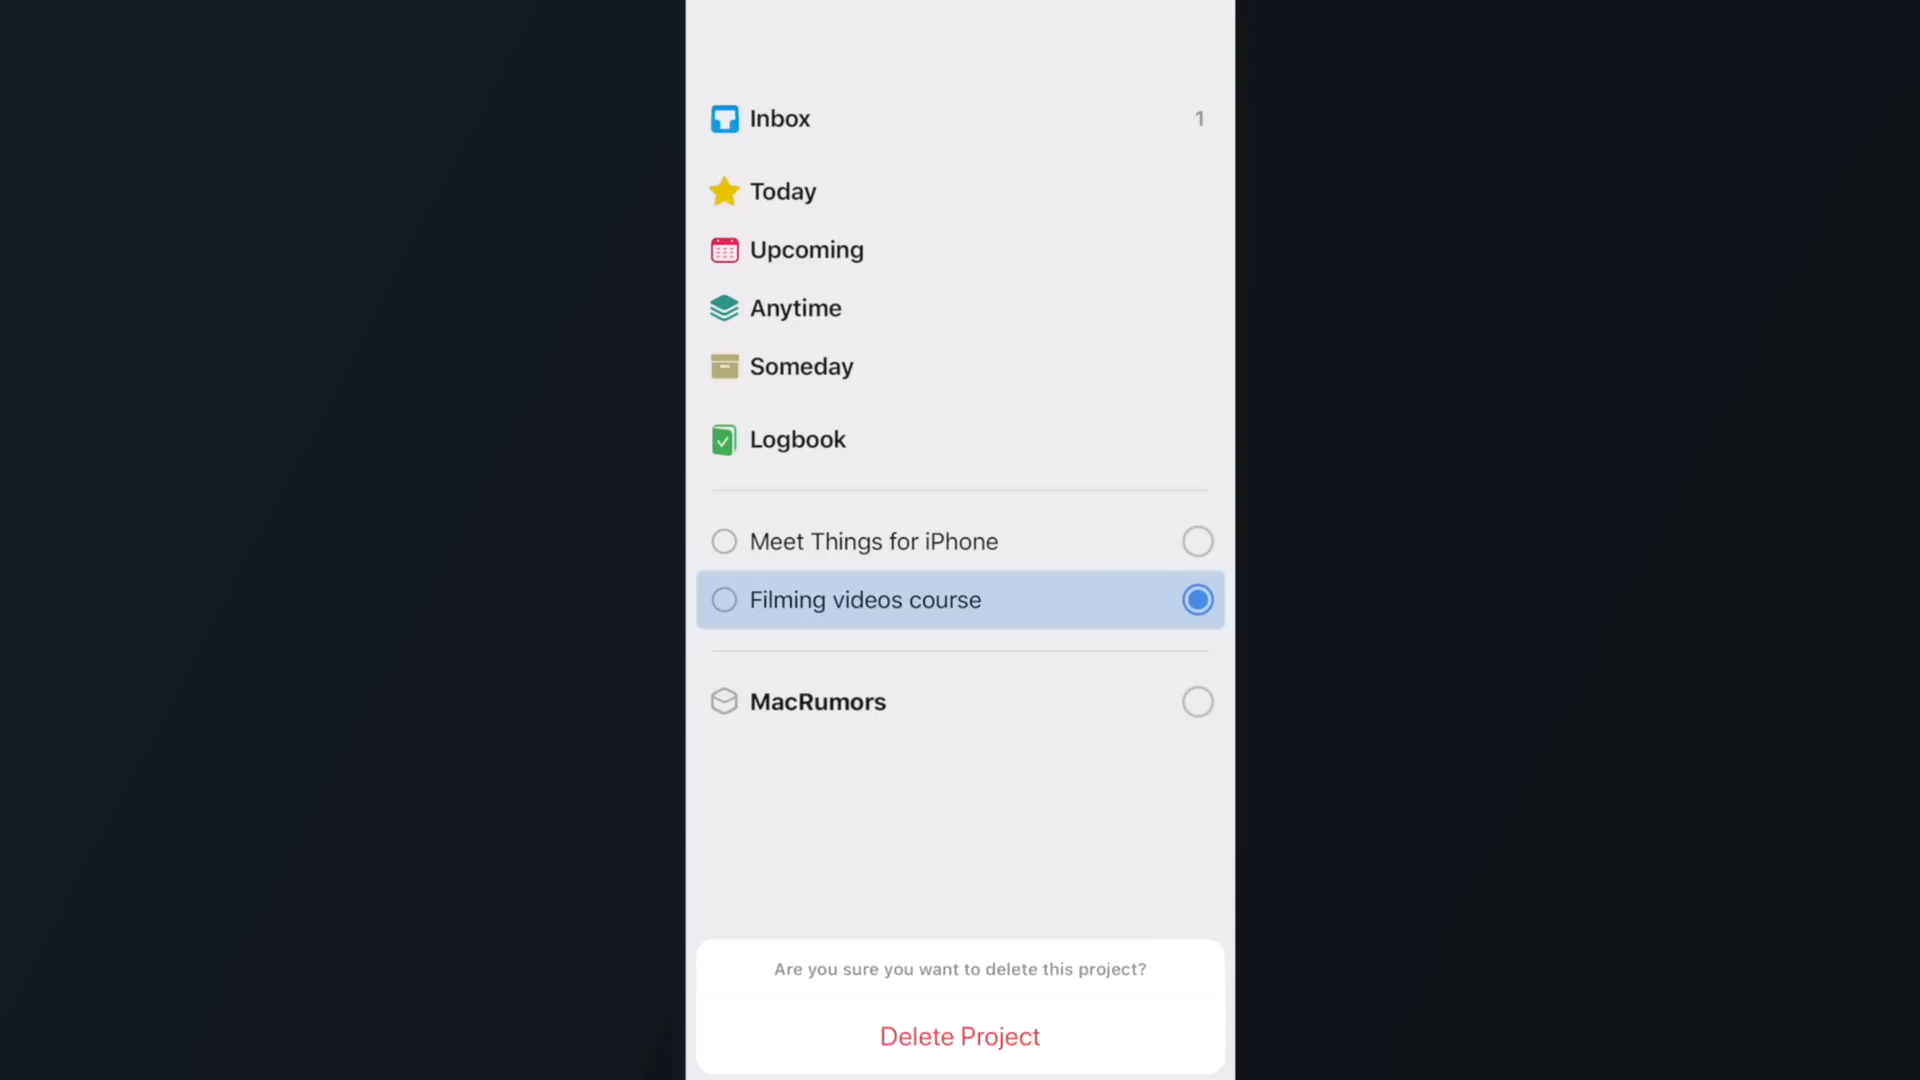 Inbox 1
Today
Upcoming
Anytime
Someday
Logbook
Meet Things for iPhone
Filming videos course
MacRumors
Are you sure you want to delete this project?
Delete Project